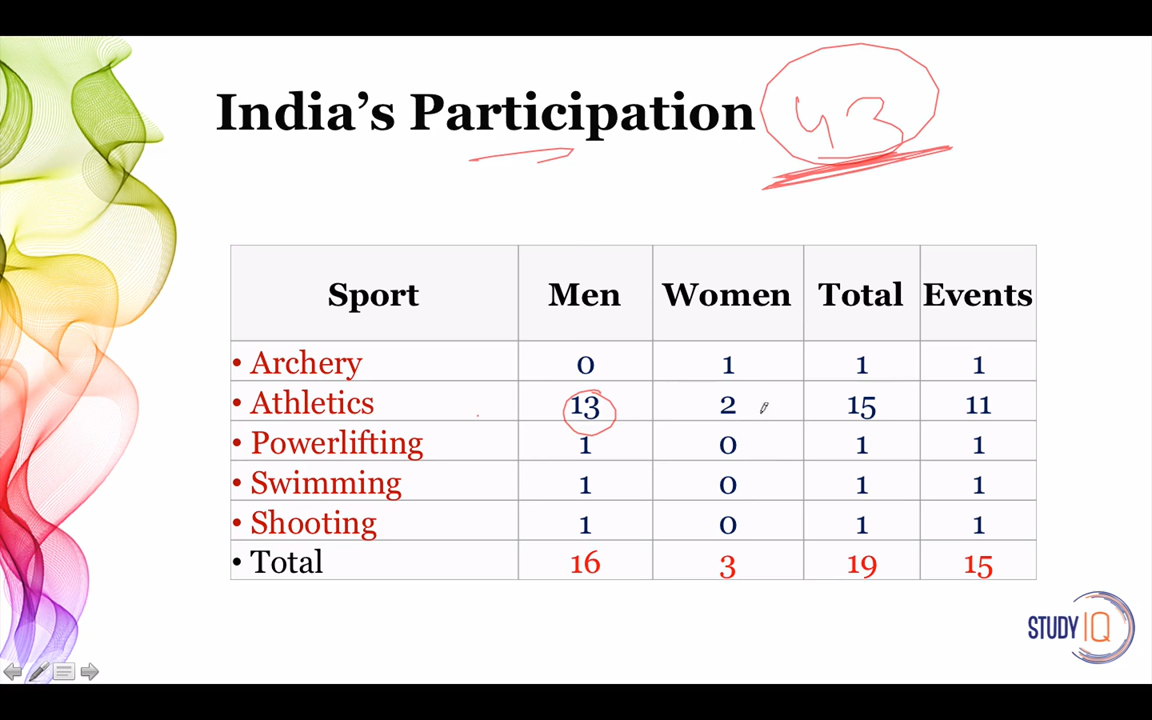 India's Participation 43
Sport Men Women Total Events
• Archery 0 1 1 1
• Athletics 13 2 15 11
• Powerlifting 1 0 1 1
• Swimming 1 0 1 1
• Shooting 1 0 1 1
• Total 16 3 19 15
STUDY IQ